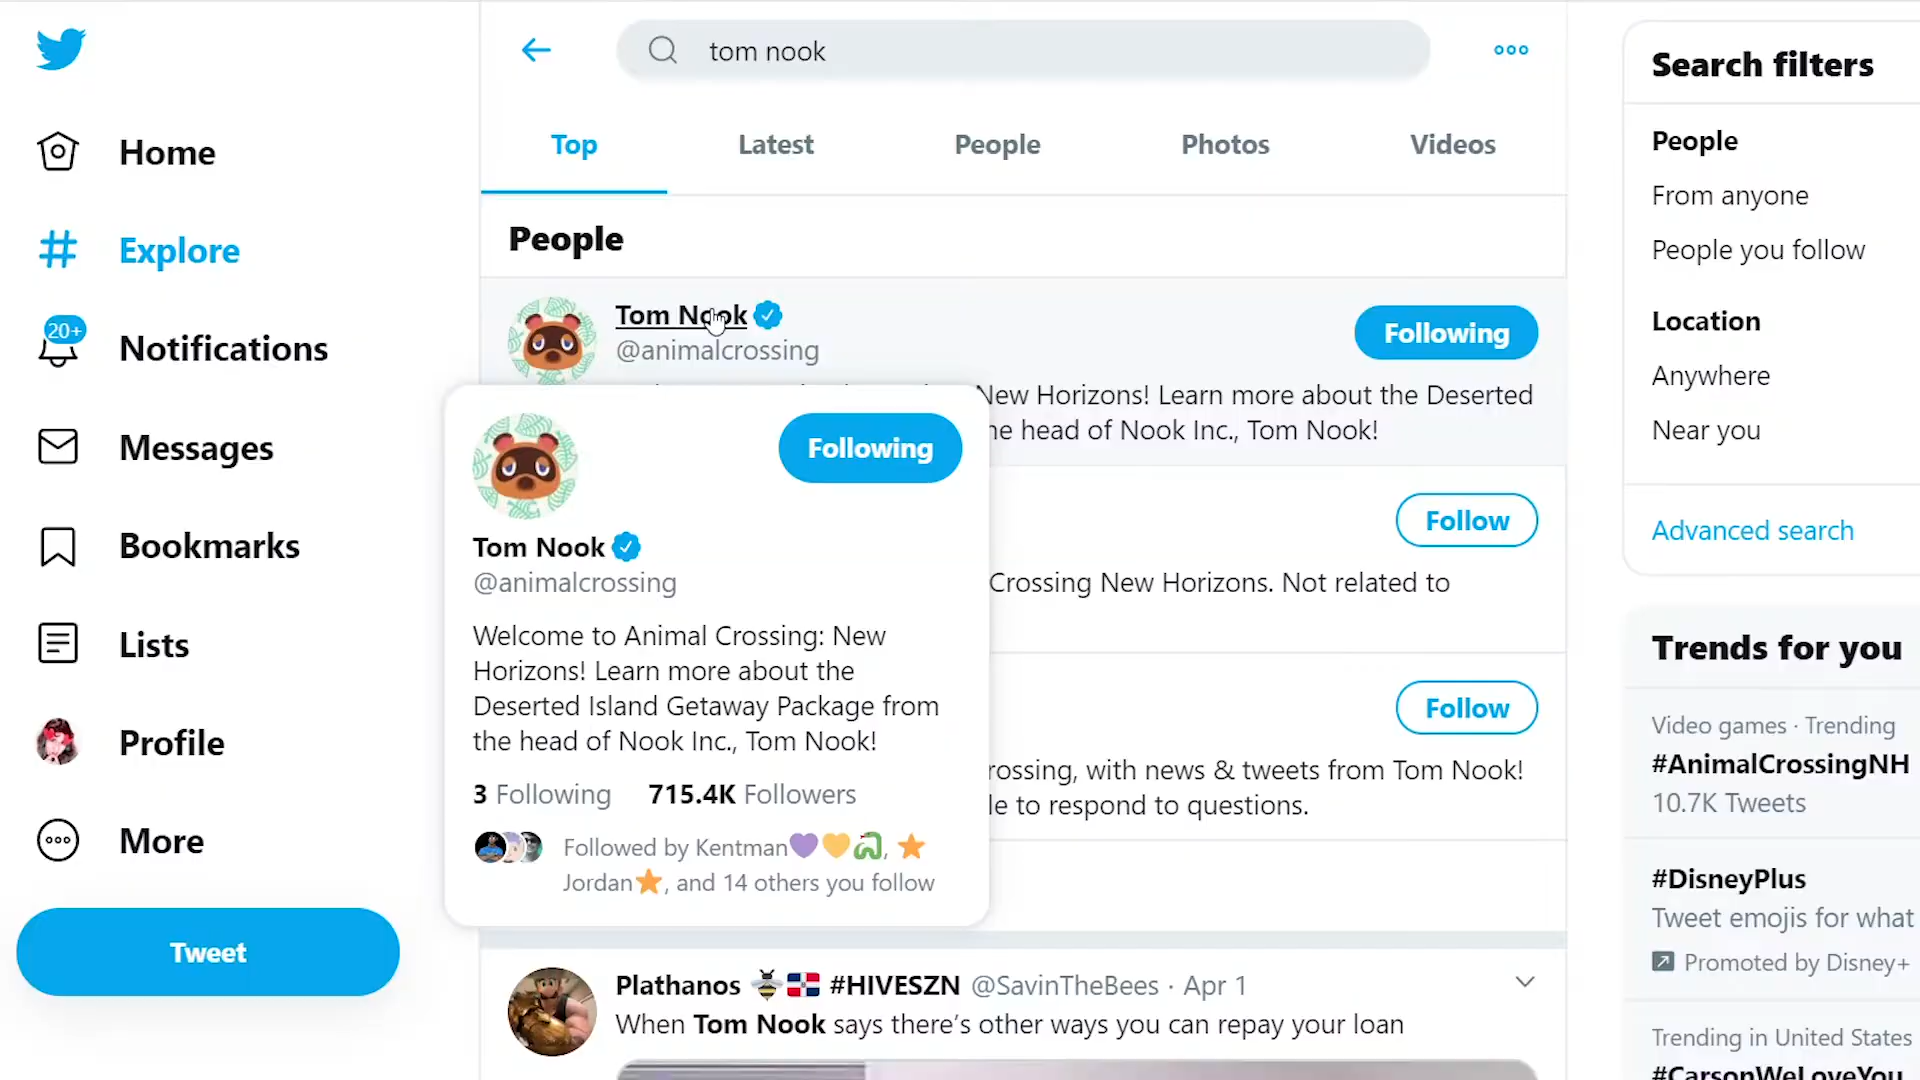 tom nook
Home
Explore
20+
Notifications
Messages
Bookmarks
Lists
Profile
More
Tweet
Top
Latest
People
Photos
Videos
People
Tom Nook
@animalcrossing
Following
New Horizons! Learn more about the Deserted
he head of Nook Inc., Tom Nook!
Following
Tom Nook
@animalcrossing
Welcome to Animal Crossing: New
Horizons! Learn more about the
Deserted Island Getaway Package from
the head of Nook Inc., Tom Nook!
3 Following 715.4K Followers
Followed by Kentman💜💛🐍, ⭐
Jordan⭐, and 14 others you follow
Follow
Crossing New Horizons. Not related to
Follow
rossing, with news & tweets from Tom Nook!
le to respond to questions.
Plathanos 🐝🇩🇴 #HIVESZN @SavinTheBees · Apr 1
When Tom Nook says there's other ways you can repay your loan
Search filters
People
From anyone
People you follow
Location
Anywhere
Near you
Advanced search
Trends for you
Video games · Trending
#AnimalCrossingNH
10.7K Tweets
#DisneyPlus
Tweet emojis for what
Promoted by Disney+
Trending in United States
#CarsonWeLoveYou